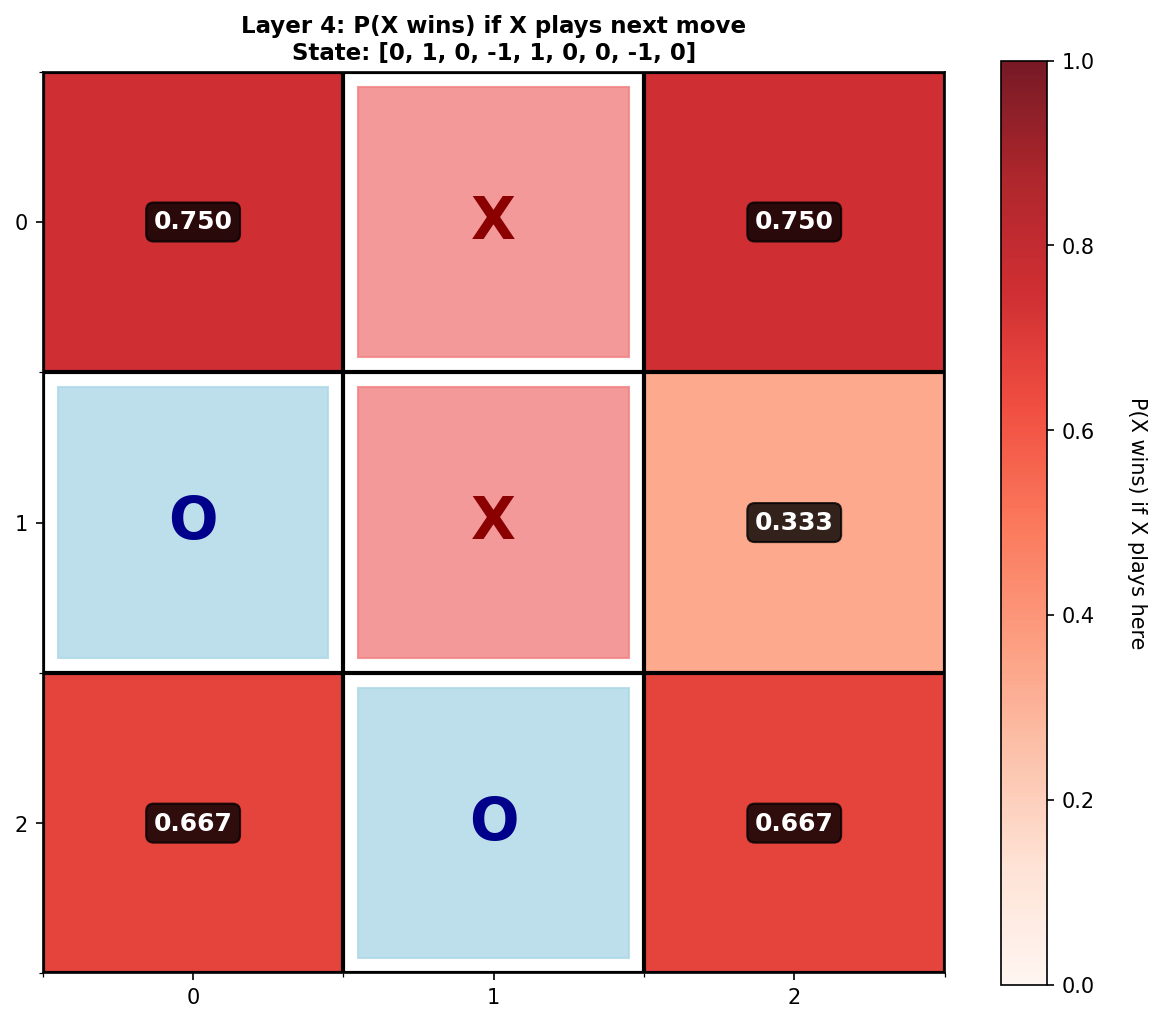 Layer 4: P(X wins) if X plays next move
State: [0, 1, 0, -1, 1, 0, 0, -1, 0]
0.750
X
0.750
O
X
0.333
0.667
O
0.667
0
1
2
0
1
2
1.0
0.8
0.6
0.4
0.2
0.0
P(X wins) if X plays here